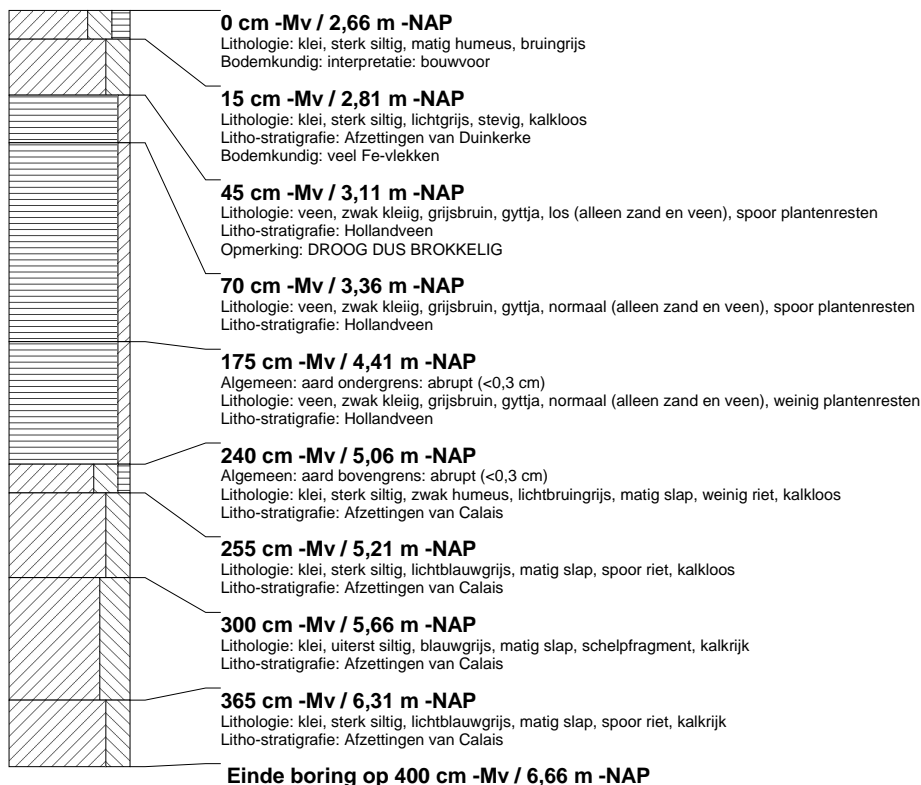 0 cm -Mv / 2,66 m -NAP
Lithologie: klei, sterk siltig, matig humeus, bruingrijs
Bodemkundig: interpretatie: bouwvoor
15 cm -Mv / 2,81 m -NAP
Lithologie: klei, sterk siltig, lichtgrijs, stevig, kalkloos
Litho-stratigrafie: Afzettingen van Duinkerke
Bodemkundig: veel Fe-vlekken
45 cm -Mv / 3,11 m -NAP
Lithologie: veen, zwak kleiig, grijsbruin, gyttja, los (alleen zand en veen), spoor plantenresten
Litho-stratigrafie: Hollandveen
Opmerking: DROOG DUS BROKKELIG
70 cm -Mv / 3,36 m -NAP
Lithologie: veen, zwak kleiig, grijsbruin, gyttja, normaal (alleen zand en veen), spoor plantenresten
Litho-stratigrafie: Hollandveen
175 cm -Mv / 4,41 m -NAP
Algemeen: aard ondergrens: abrupt (<0,3 cm)
Lithologie: veen, zwak kleiig, grijsbruin, gyttja, normaal (alleen zand en veen), weinig plantenresten
Litho-stratigrafie: Hollandveen
240 cm -Mv / 5,06 m -NAP
Algemeen: aard bovengrens: abrupt (<0,3 cm)
Lithologie: klei, sterk siltig, zwak humeus, lichtbruingrijs, matig slap, weinig riet, kalkloos
Litho-stratigrafie: Afzettingen van Calais
255 cm -Mv / 5,21 m -NAP
Lithologie: klei, sterk siltig, lichtblauwgrijs, matig slap, spoor riet, kalkloos
Litho-stratigrafie: Afzettingen van Calais
300 cm -Mv / 5,66 m -NAP
Lithologie: klei, uiterst siltig, blauwgrijs, matig slap, schelpfragment, kalkrijk
Litho-stratigrafie: Afzettingen van Calais
365 cm -Mv / 6,31 m -NAP
Lithologie: klei, sterk siltig, lichtblauwgrijs, matig slap, spoor riet, kalkrijk
Litho-stratigrafie: Afzettingen van Calais
Einde boring op 400 cm -Mv / 6,66 m -NAP